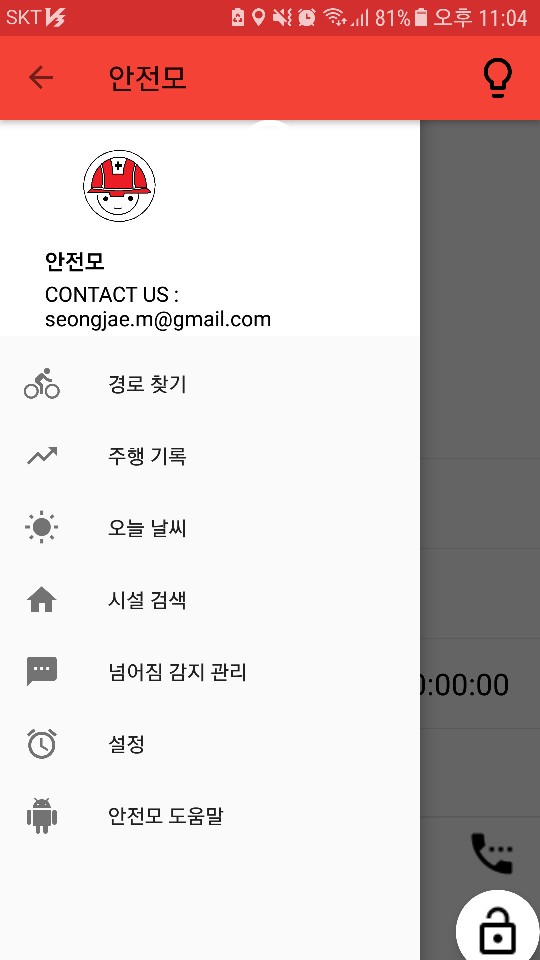 SKT 81% 오후 11:04
안전모
안전모
CONTACT US :
seongjae.m@gmail.com
경로 찾기
주행 기록
오늘 날씨
시설 검색
넘어짐 감지 관리
:00:00
설정
안전모 도움말